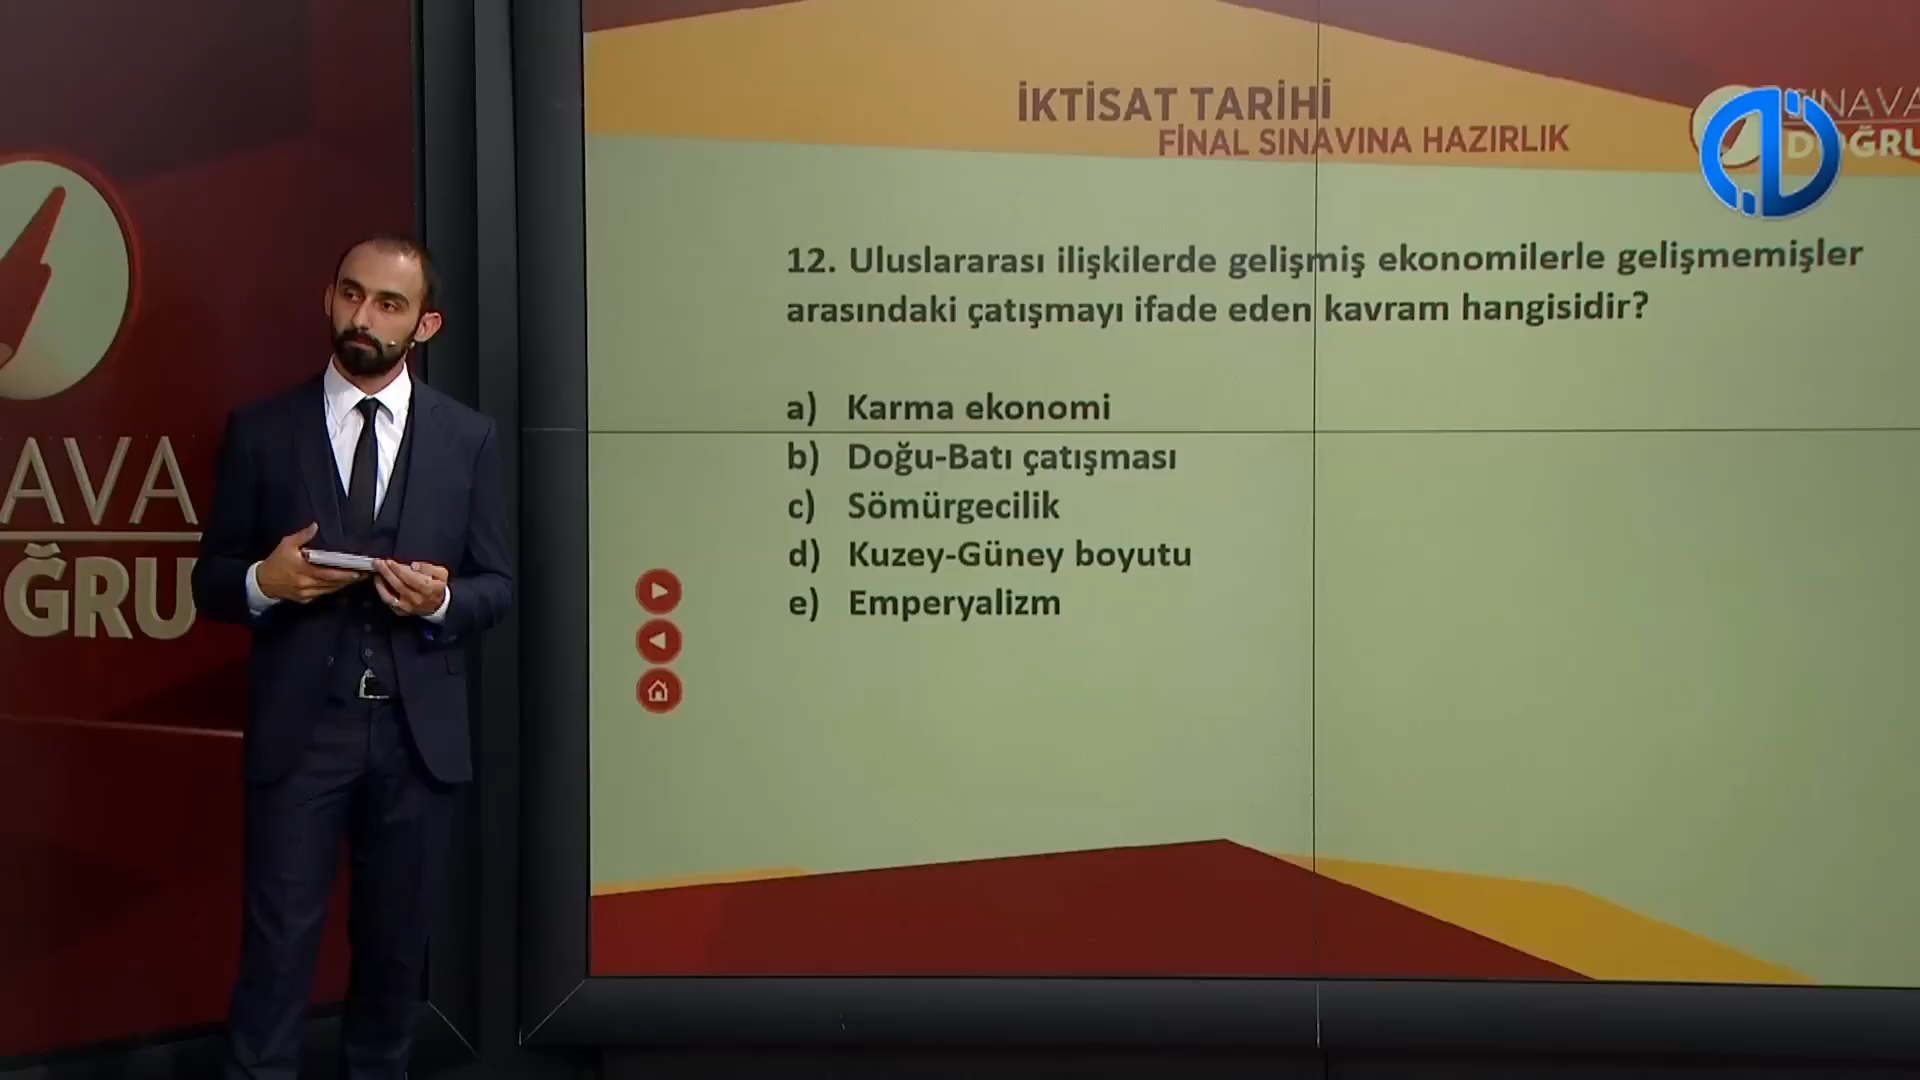 İKTİSAT TARİHİ
FİNAL SINAVINA HAZIRLIK
SINAVA
DOĞRU
12. Uluslararası ilişkilerde gelişmiş ekonomilerle gelişmemişler
arasındaki çatışmayı ifade eden kavram hangisidir?
a) Karma ekonomi
b) Doğu-Batı çatışması
c) Sömürgecilik
d) Kuzey-Güney boyutu
e) Emperyalizm
AVA
ĞRU